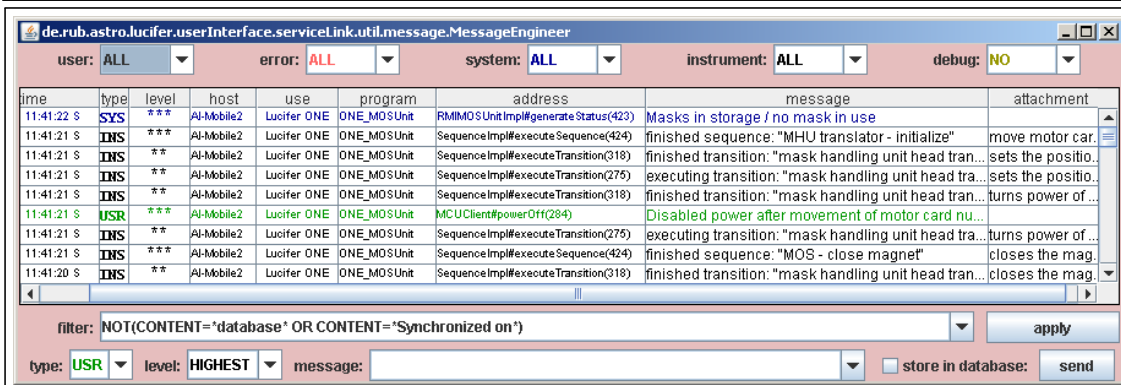 de.rub.astro.lucifer.userInterface.serviceLink.util.message.MessageEngineer
user: ALL error: ALL system: ALL instrument: ALL debug: NO
time type level host use program address message attachment
11:41:22 S SYS *** AI-Mobile2 Lucifer ONE ONE_MOSUnit RMIMOSUnitImpl#generateStatus(423) Masks in storage / no mask in use
11:41:21 S INS *** AI-Mobile2 Lucifer ONE ONE_MOSUnit SequenceImpl#executeSequence(424) finished sequence: "MHU translator - initialize" move motor car.
11:41:21 S INS ** AI-Mobile2 Lucifer ONE ONE_MOSUnit SequenceImpl#executeTransition(318) finished transition: "mask handling unit head tran... sets the positio..
11:41:21 S INS ** AI-Mobile2 Lucifer ONE ONE_MOSUnit SequenceImpl#executeTransition(275) executing transition: "mask handling unit head tra... sets the positio..
11:41:21 S INS ** AI-Mobile2 Lucifer ONE ONE_MOSUnit SequenceImpl#executeTransition(318) finished transition: "mask handling unit head tran... turns power of ...
11:41:21 S USR *** AI-Mobile2 Lucifer ONE ONE_MOSUnit MCUClient#powerOff(284) Disabled power after movement of motor card nu...
11:41:21 S INS ** AI-Mobile2 Lucifer ONE ONE_MOSUnit SequenceImpl#executeTransition(275) executing transition: "mask handling unit head tra... turns power of ...
11:41:21 S INS *** AI-Mobile2 Lucifer ONE ONE_MOSUnit SequenceImpl#executeSequence(424) finished sequence: "MOS - close magnet" closes the mag.
11:41:20 S INS ** AI-Mobile2 Lucifer ONE ONE_MOSUnit SequenceImpl#executeTransition(318) finished transition: "mask handling unit head tran... closes the mag.
filter: NOT(CONTENT=*database* OR CONTENT=*Synchronized on*) apply
type: USR level: HIGHEST message: store in database: send